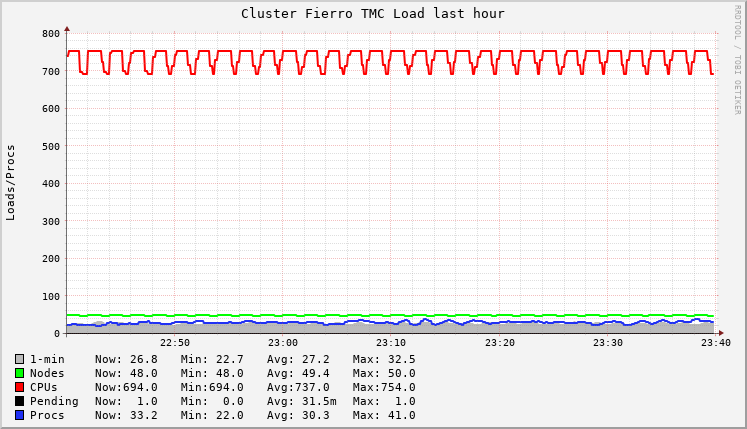 Cluster Fierro TMC Load last hour
RRDTOOL / TOBI OETIKER
Loads/Procs
800
700
600
500
400
300
200
100
0
22:50 23:00 23:10 23:20 23:30 23:40
1-min Now: 26.8 Min: 22.7 Avg: 27.2 Max: 32.5
Nodes Now: 48.0 Min: 48.0 Avg: 49.4 Max: 50.0
CPUs Now:694.0 Min:694.0 Avg:737.0 Max:754.0
Pending Now: 1.0 Min: 0.0 Avg: 31.5m Max: 1.0
Procs Now: 33.2 Min: 22.0 Avg: 30.3 Max: 41.0